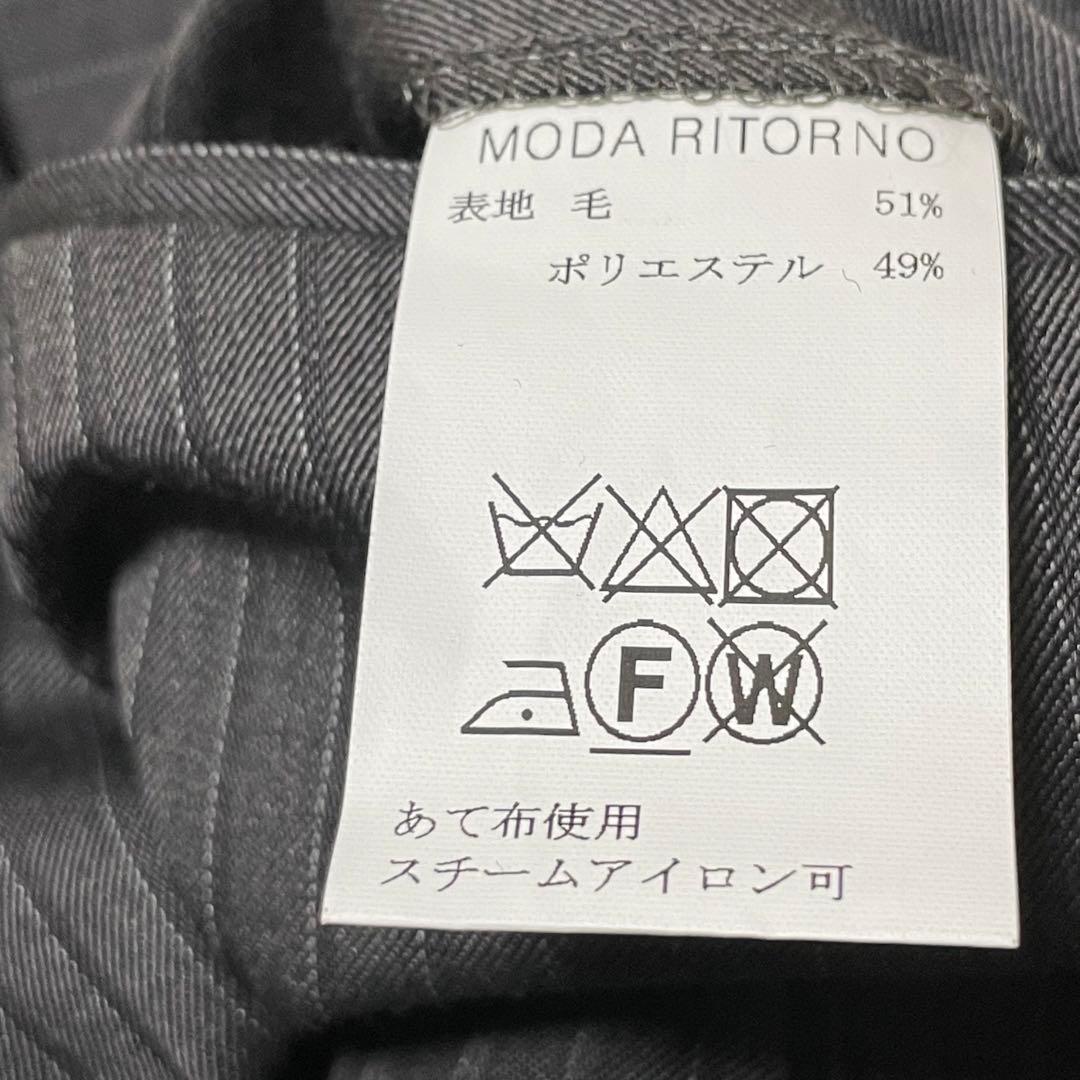 MODA RITORNO
表地 毛 51%
ポリエステル 49%
F W
あて布使用
スチームアイロン可